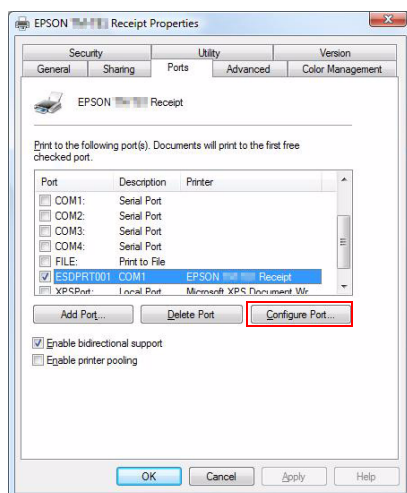 EPSON Receipt Properties
Security Utility Version
General Sharing Ports Advanced Color Management
EPSON Receipt
Print to the following port(s). Documents will print to the first free
checked port.
Port Description Printer
COM1: Serial Port
COM2: Serial Port
COM3: Serial Port
COM4: Serial Port
FILE: Print to File
ESDPRT001 COM1 EPSON Receipt
XPSPort: Local Port Microsoft XPS Document Wr
Add Port... Delete Port Configure Port...
Enable bidirectional support
Enable printer pooling
OK Cancel Apply Help